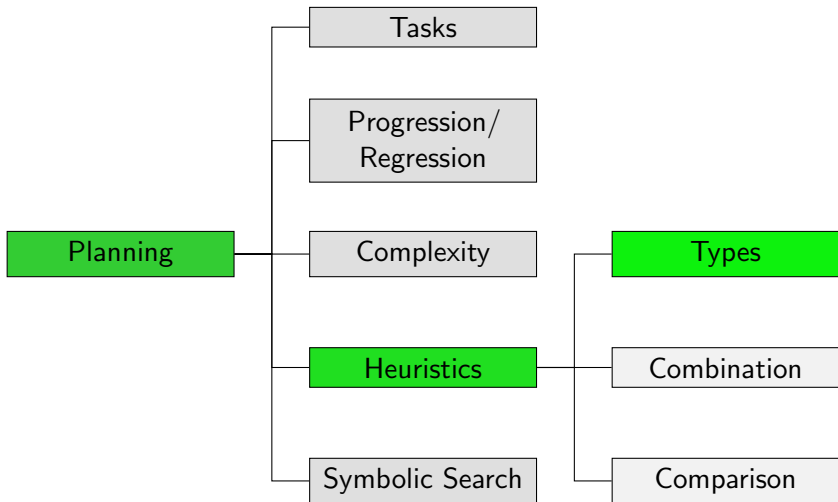 Tasks
Progression/
Regression
Planning
Complexity
Types
Heuristics
Combination
Symbolic Search
Comparison